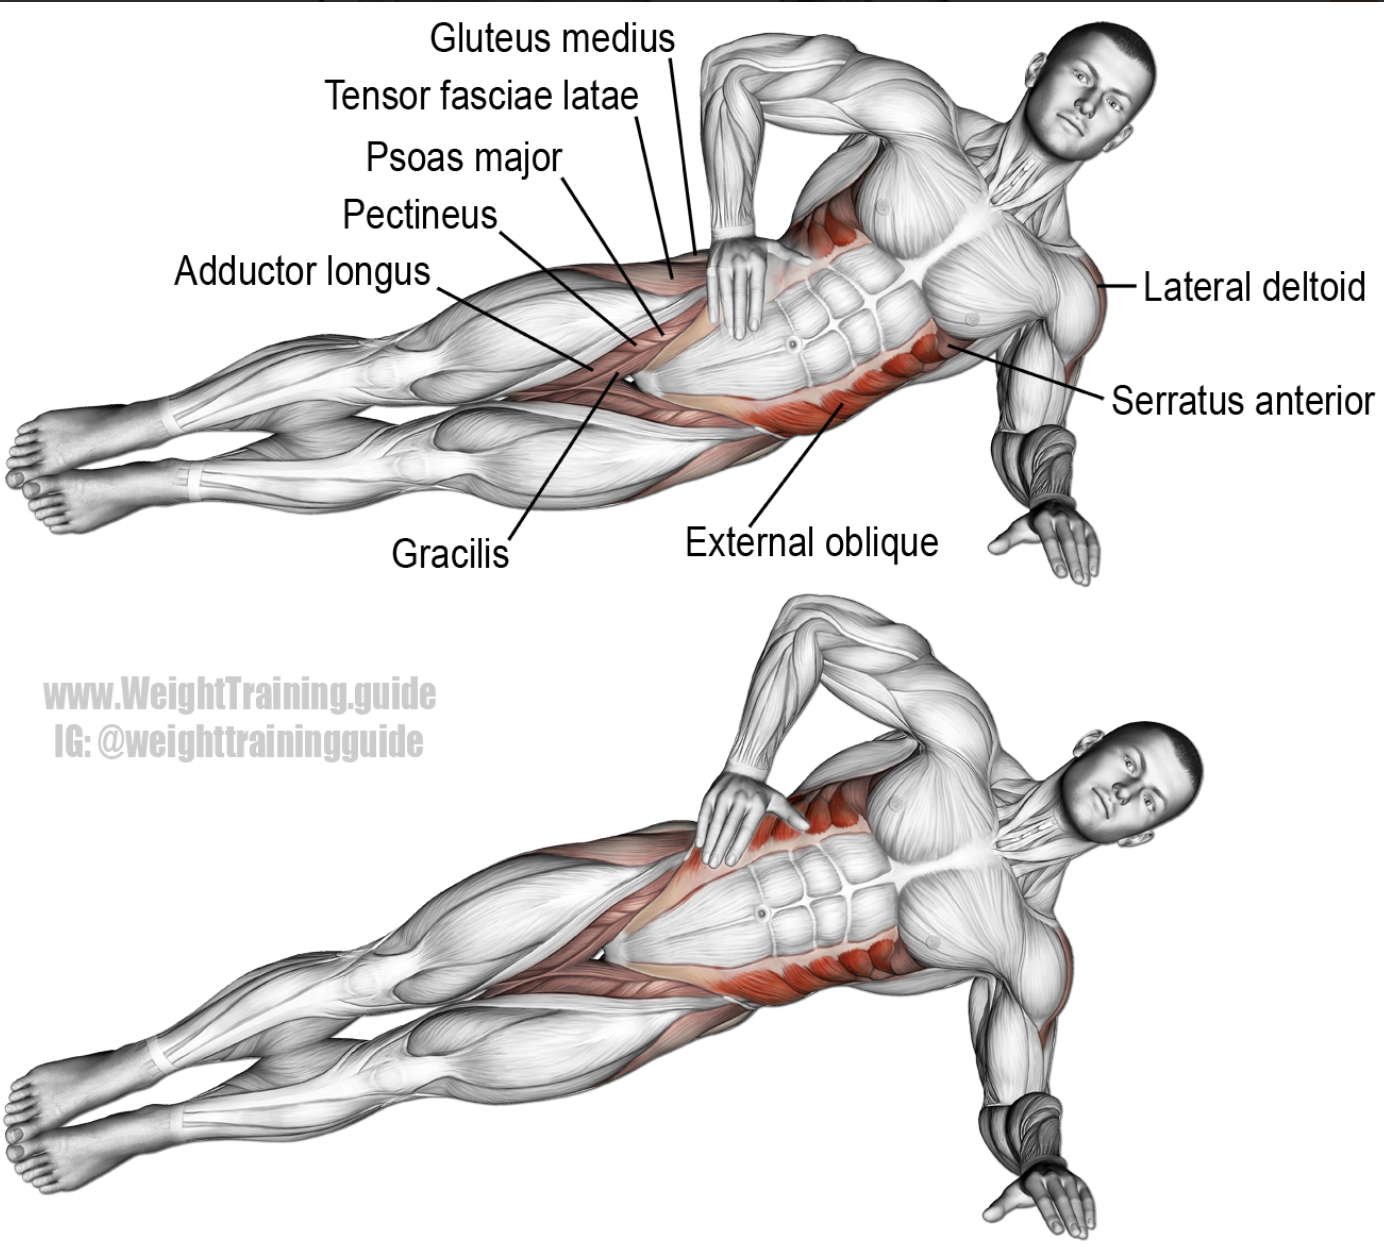 Gluteus medius
Tensor fasciae latae
Psoas major
Pectineus
Adductor longus
Lateral deltoid
Serratus anterior
External oblique
Gracilis
www.WeightTraining.guide
IG: @weighttrainingguide